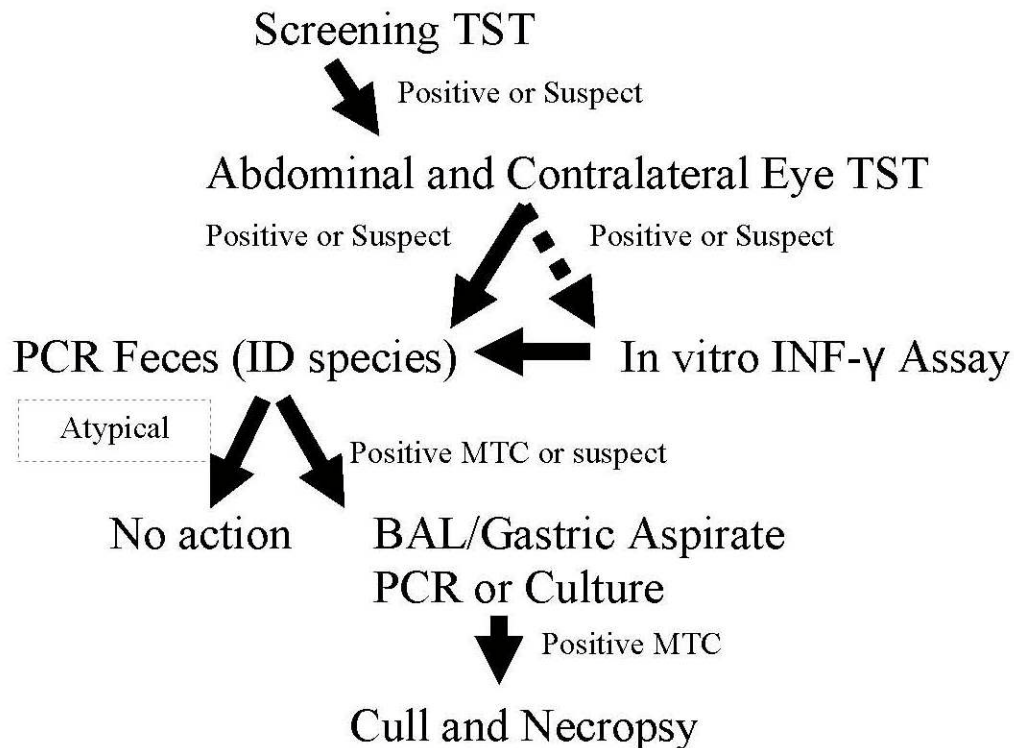 Screening TST
Positive or Suspect
Abdominal and Contralateral Eye TST
Positive or Suspect
Positive or Suspect
PCR Feces (ID species)
In vitro INF-γ Assay
Atypical
Positive MTC or suspect
No action
BAL/Gastric Aspirate
PCR or Culture
Positive MTC
Cull and Necropsy